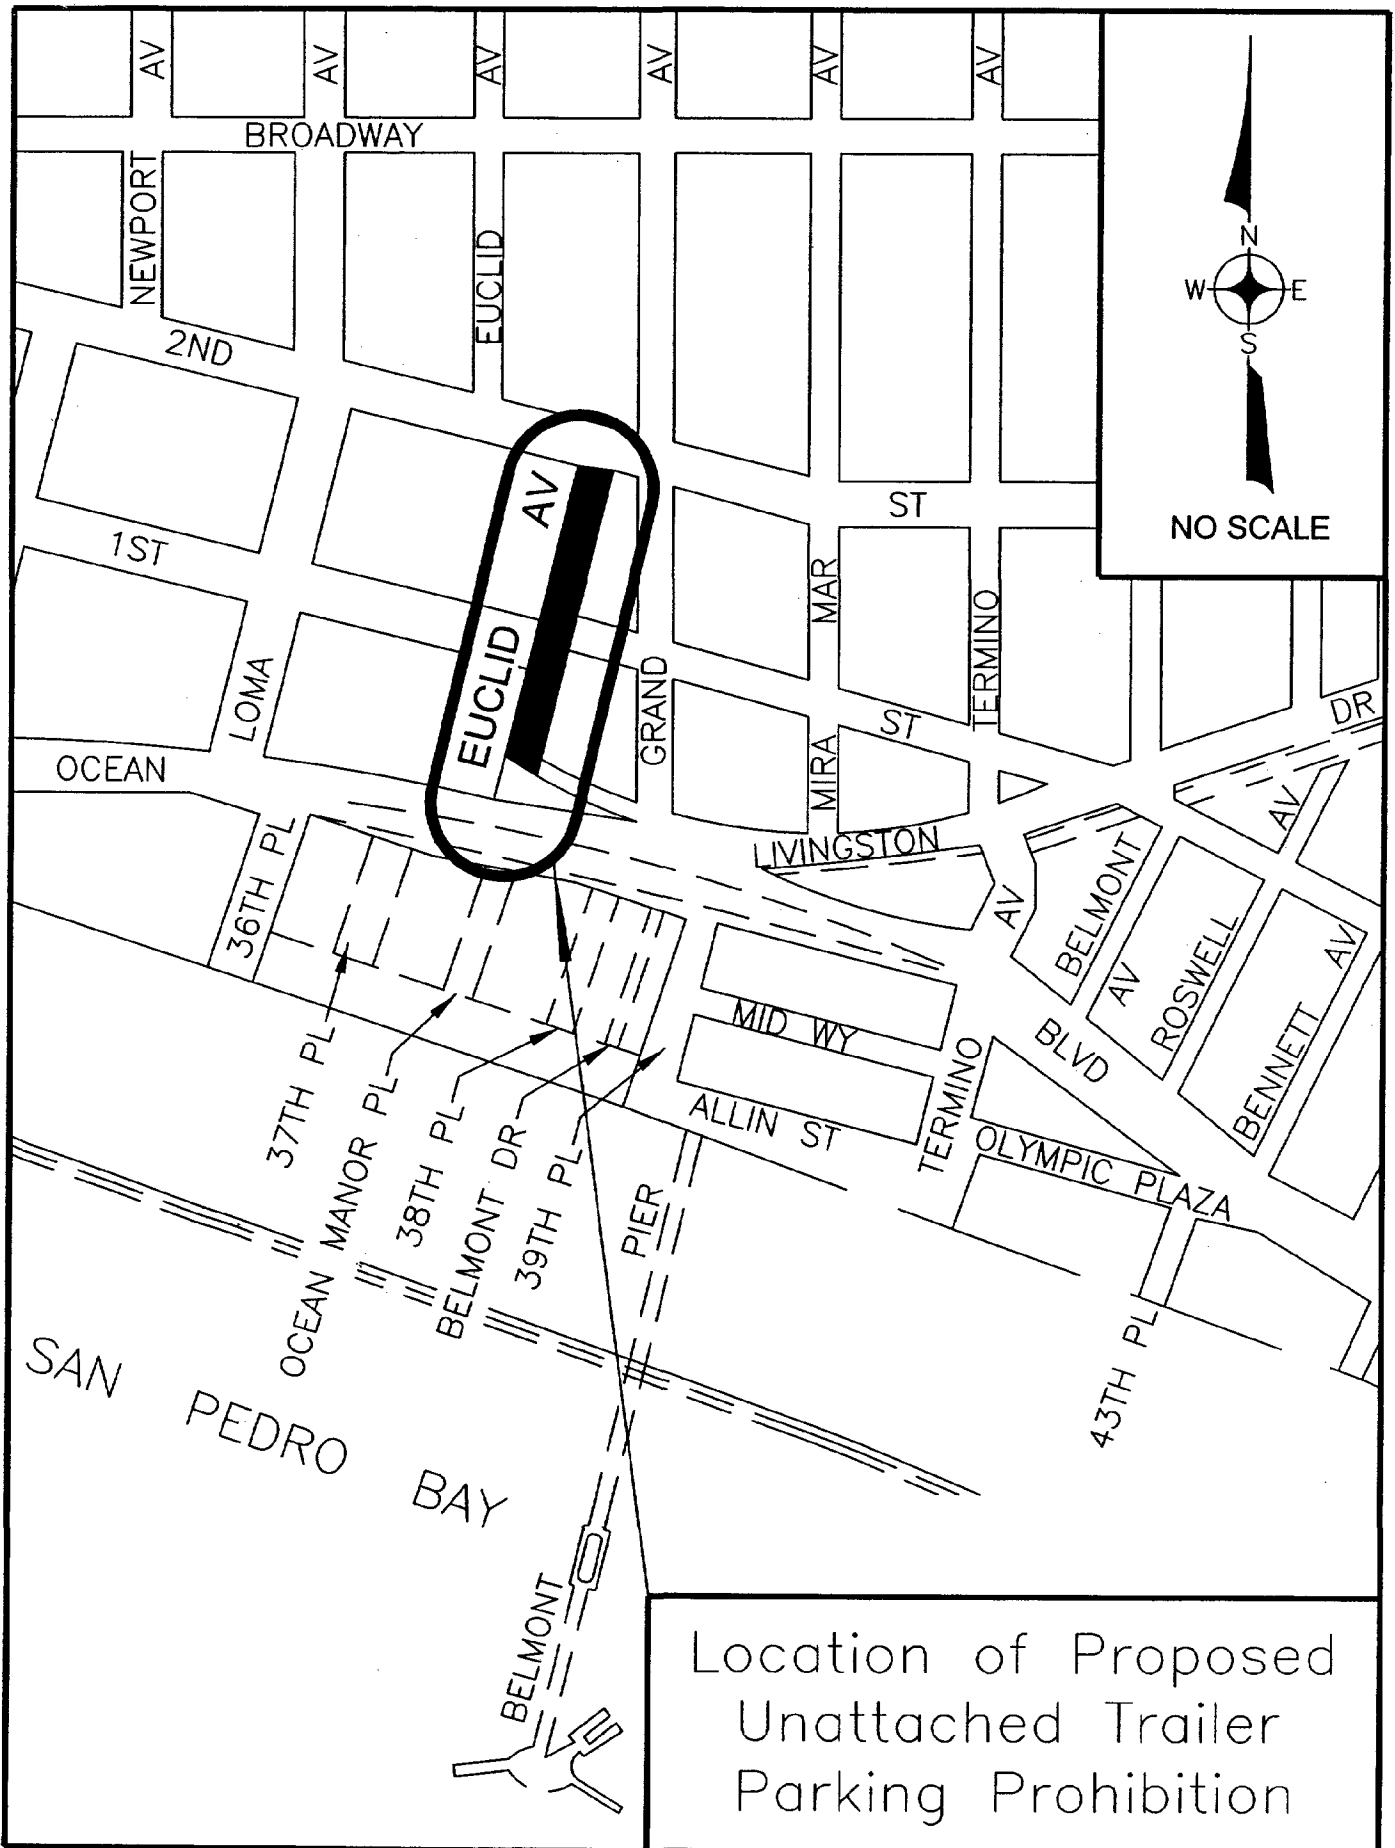 AV
AV
AV
AV
AV
AV
BROADWAY
NEWPORT
EUCLID
2ND
N
W
E
S
NO SCALE
AV
ST
1ST
EUCLID
MAR
TERMINO
LOMA
GRAND
ST
DR
OCEAN
MIRA
LIVINGSTON
AV
36TH PL
AV
BELMONT
AV
ROSWELL
AV
BENNETT
MID WY
BLVD
37TH PL
OCEAN MANOR PL
38TH PL
BELMONT DR
39TH PL
ALLIN ST
TERMINO
OLYMPIC PLAZA
PIER
43TH PL
SAN PEDRO BAY
BELMONT
Location of Proposed
Unattached Trailer
Parking Prohibition